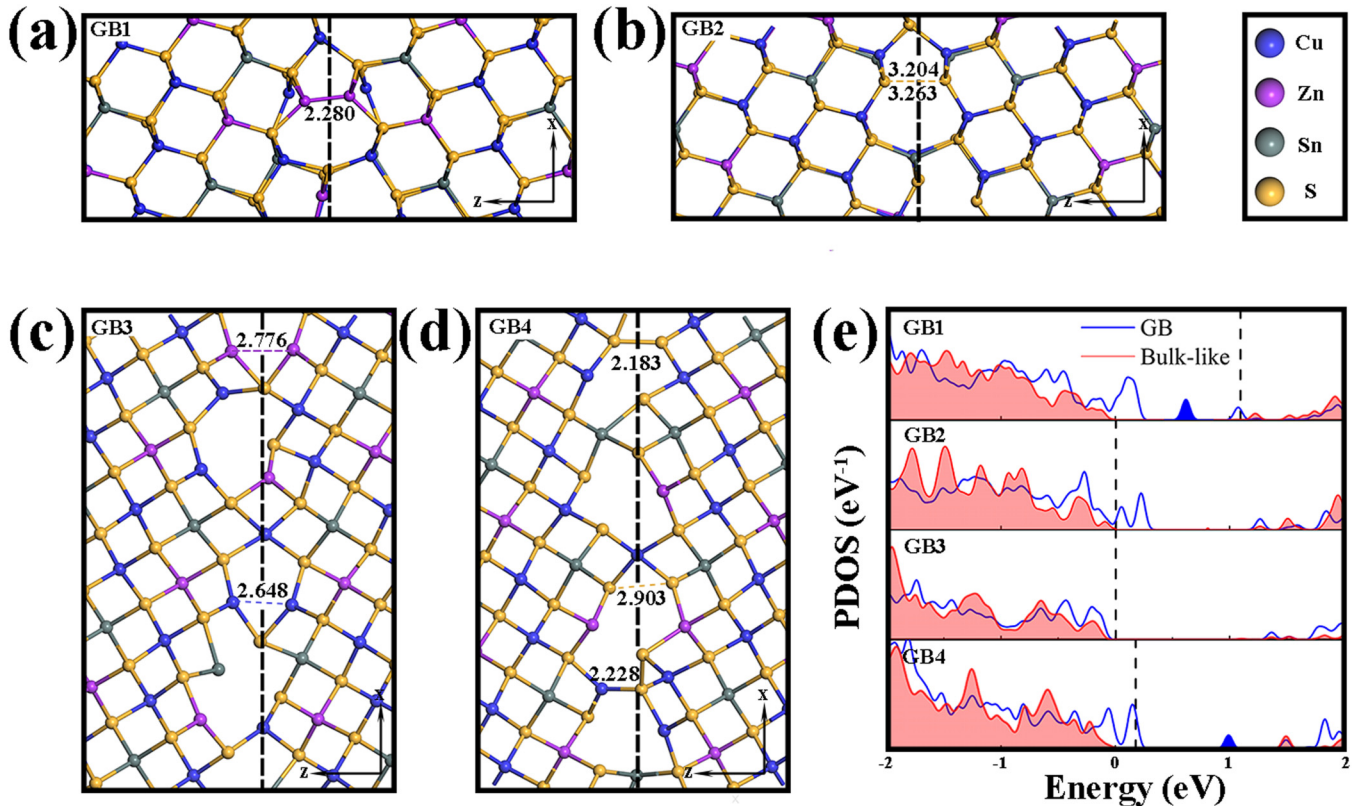 (a)
GB1
2.280
x
z
(b)
GB2
3.204
3.263
x
z
Cu
Zn
Sn
S
(c)
GB3
2.776
2.648
x
z
(d)
GB4
2.183
2.903
2.228
x
z
(e)
GB1
GB
Bulk-like
GB2
GB3
GB4
PDOS (eV⁻¹)
-2 -1 0 1 2
Energy (eV)
x